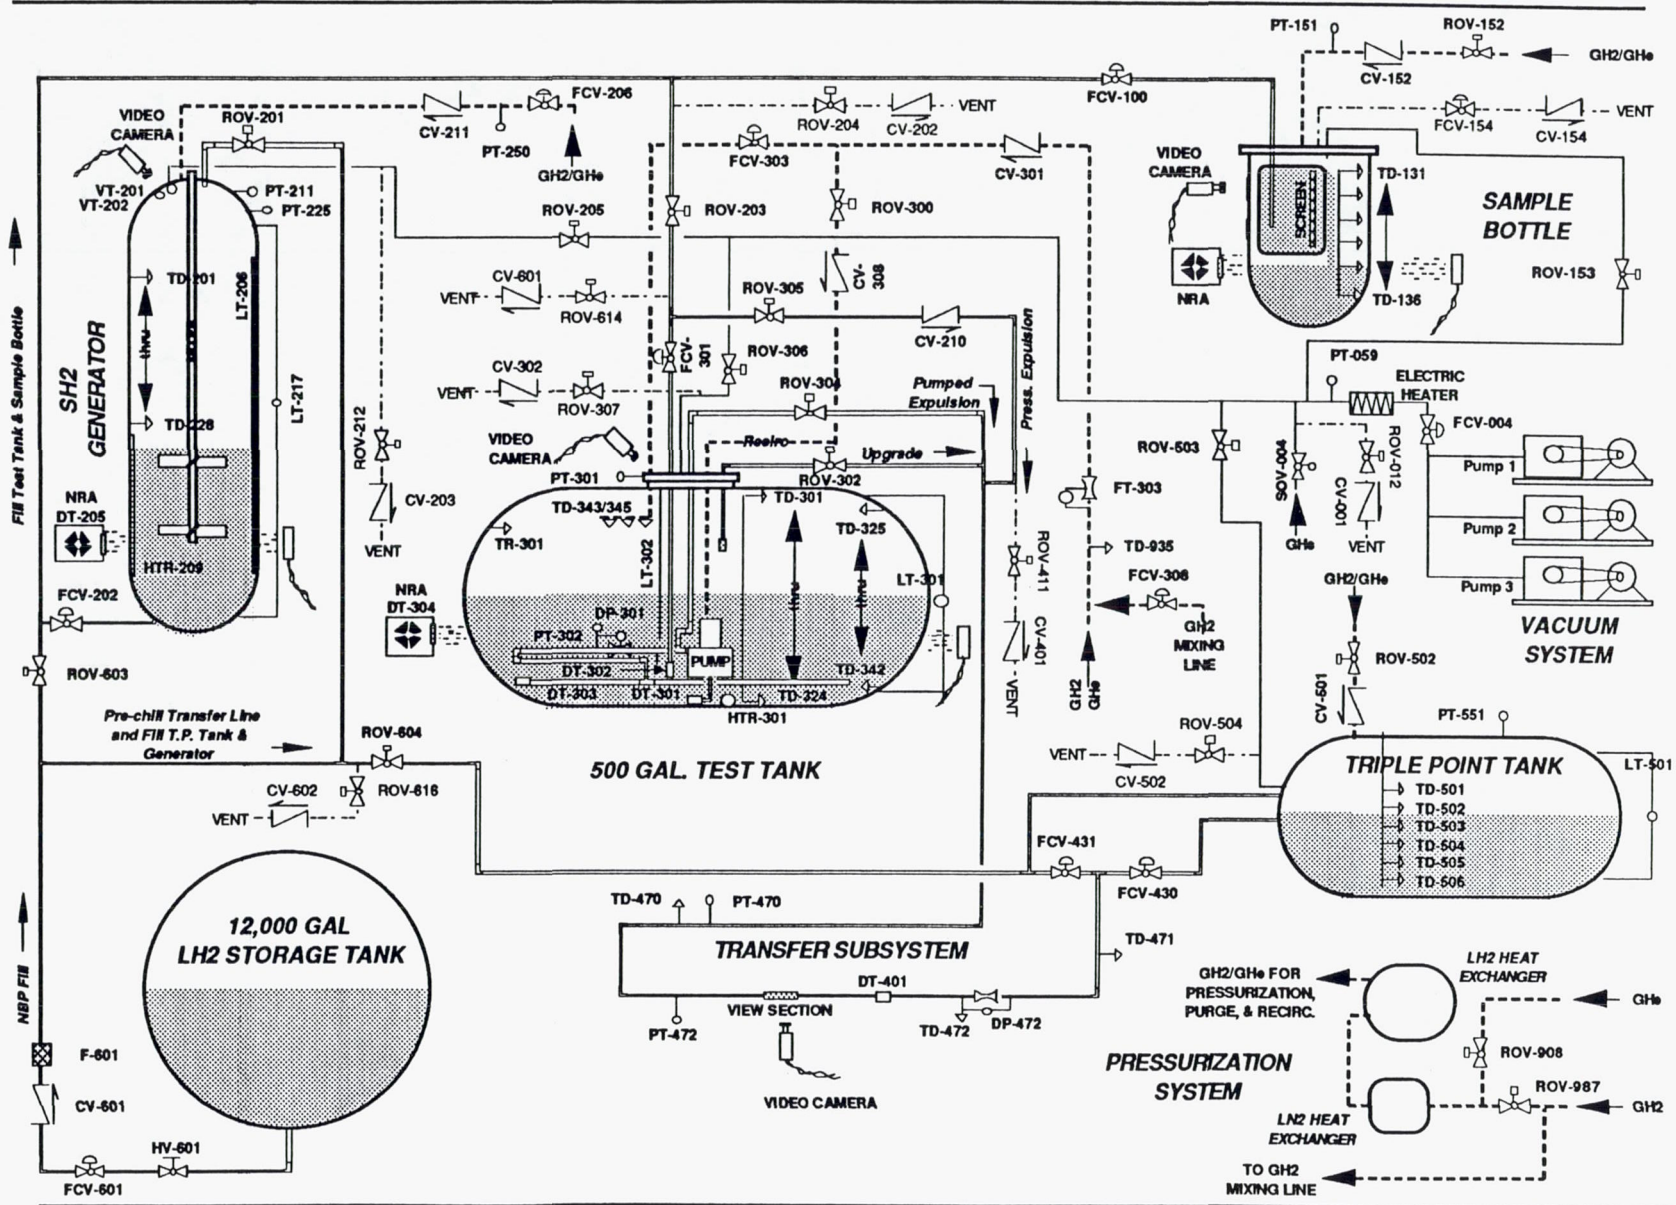 PT-151
ROV-152
GH2/GHe
CV-152
FCV-206
FCV-100
VIDEO
CAMERA
ROV-201
CV-211
PT-250
GH2/GHe
ROV-204
CV-202
VENT
FCV-303
CV-301
FCV-154
CV-154
VENT
VT-201
VT-202
PT-211
PT-225
ROV-205
ROV-203
ROV-300
VIDEO
CAMERA
SCREEN
TD-131
TD-136
NRA
SAMPLE
BOTTLE
ROV-153
Fill Test Tank & Sample Bottle
SH2
GENERATOR
TD-201
thru
TD-228
LT-206
LT-217
CV-601
VENT
ROV-614
CV-
308
ROV-305
CV-210
Press. Expulsion
FCV-
301
ROV-306
CV-302
VENT
ROV-307
ROV-304
Pumped
Expulsion
PT-059
ELECTRIC
HEATER
FCV-004
ROV-212
CV-203
VENT
VIDEO
CAMERA
Recirc
Upgrade
ROV-302
PT-301
TD-343/345
TD-301
TD-325
TR-301
LT-302
thru
thru
LT-301
ROV-503
SOV-004
GHe
ROV-012
CV-001
VENT
Pump 1
Pump 2
Pump 3
VACUUM
SYSTEM
FT-303
TD-935
FCV-306
GH2
MIXING
LINE
GH2
GHe
ROV-411
CV-401
VENT
NRA
DT-205
HTR-209
FCV-202
ROV-603
NRA
DT-304
DP-301
PT-302
DT-302
DT-303
DT-301
PUMP
TD-342
TD-324
HTR-301
GH2/GHe
ROV-502
CV-501
PT-551
Pre-chill Transfer Line
and Fill T.P. Tank &
Generator
ROV-604
ROV-616
CV-602
VENT
500 GAL. TEST TANK
ROV-504
VENT
CV-502
TRIPLE POINT TANK
TD-501
TD-502
TD-503
TD-504
TD-505
TD-506
LT-501
FCV-431
FCV-430
12,000 GAL
LH2 STORAGE TANK
NBP Fill
F-601
CV-601
HV-601
FCV-601
TD-470
PT-470
TRANSFER SUBSYSTEM
TD-471
DT-401
VIEW SECTION
PT-472
TD-472
DP-472
VIDEO CAMERA
LH2 HEAT
EXCHANGER
GH2/GHe FOR
PRESSURIZATION,
PURGE, & RECIRC.
GHe
ROV-908
PRESSURIZATION
SYSTEM
ROV-987
GH2
LN2 HEAT
EXCHANGER
TO GH2
MIXING LINE